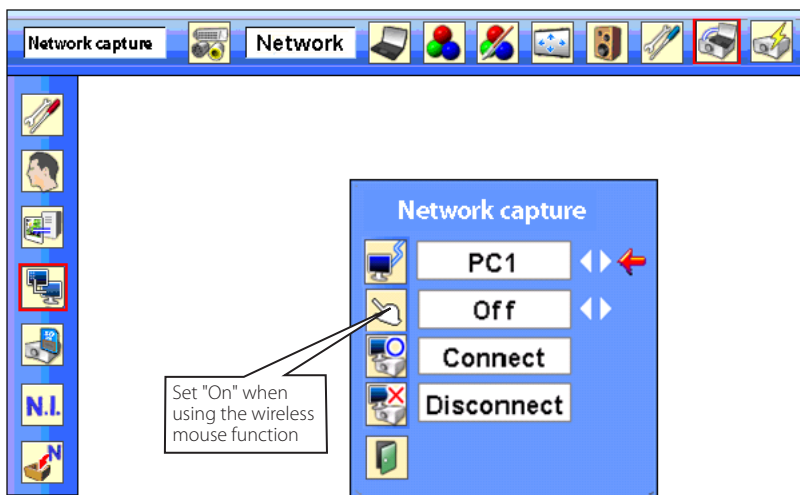 Network capture
Network
Network capture
PC1
Off
Connect
Disconnect
Set "On" when
using the wireless
mouse function
N.I.
N